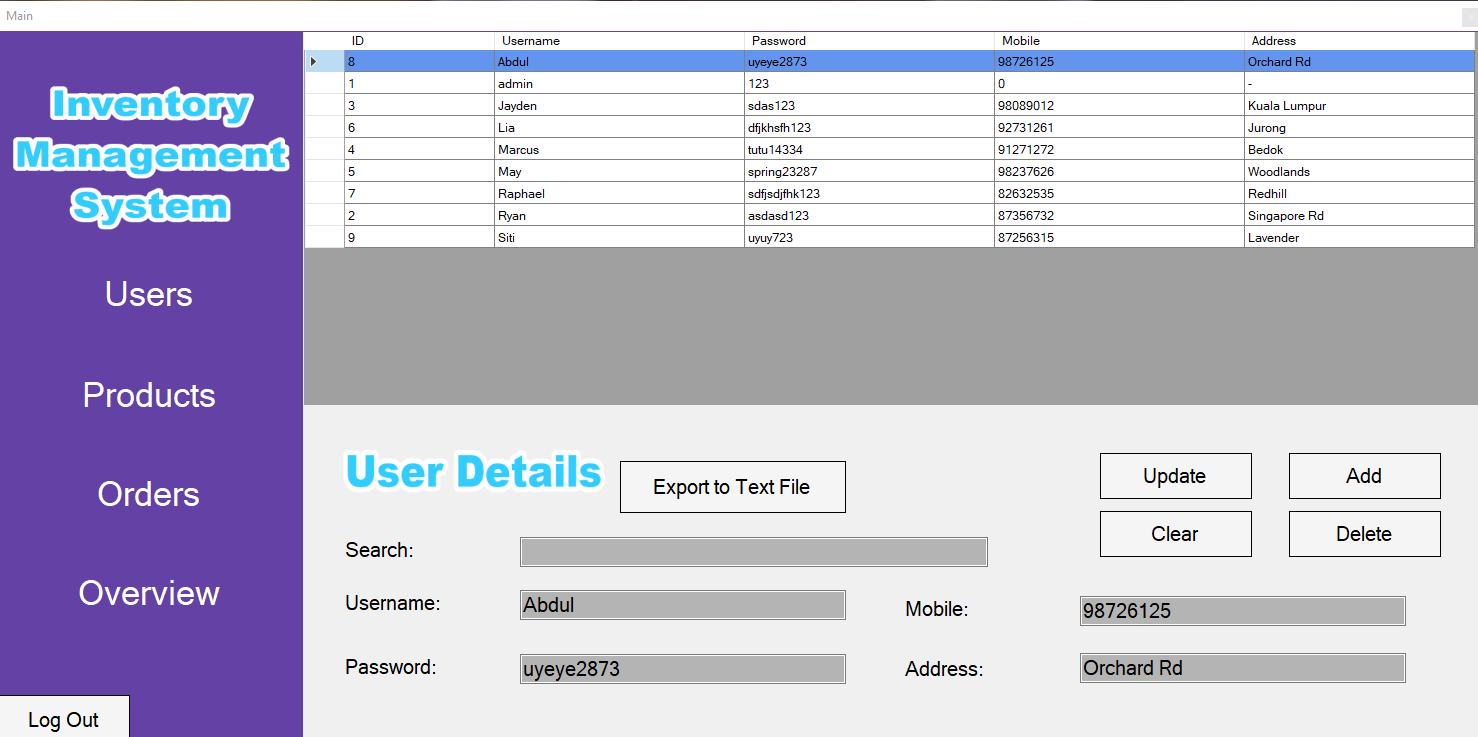 Main
Inventory
Management
System
Users
Products
Orders
Overview
Log Out
ID Username Password Mobile Address
8 Abdul uyeye2873 98726125 Orchard Rd
1 admin 123 0 -
3 Jayden sdas123 98089012 Kuala Lumpur
6 Lia dfjkhsfh123 92731261 Jurong
4 Marcus tutu14334 91271272 Bedok
5 May spring23287 98237626 Woodlands
7 Raphael sdfjsdjfhk123 82632535 Redhill
2 Ryan asdasd123 87356732 Singapore Rd
9 Siti uyuy723 87256315 Lavender
User Details Export to Text File Update Add
Clear Delete
Search:
Username: Abdul Mobile: 98726125
Password: uyeye2873 Address: Orchard Rd